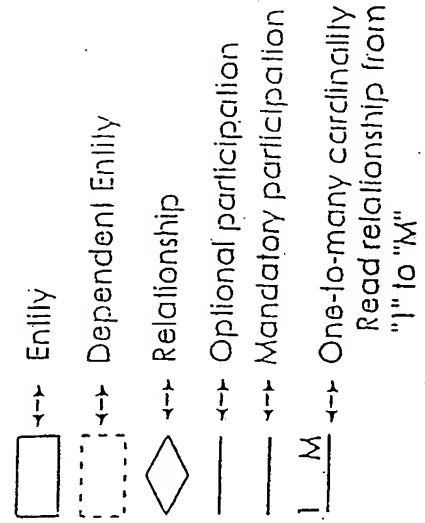 <--> Entity
<--> Dependent Entity
<--> Relationship
<--> Optional participation
<--> Mandatory participation
1 M <--> One-to-many cardinality
Read relationship from
"1" to "M"